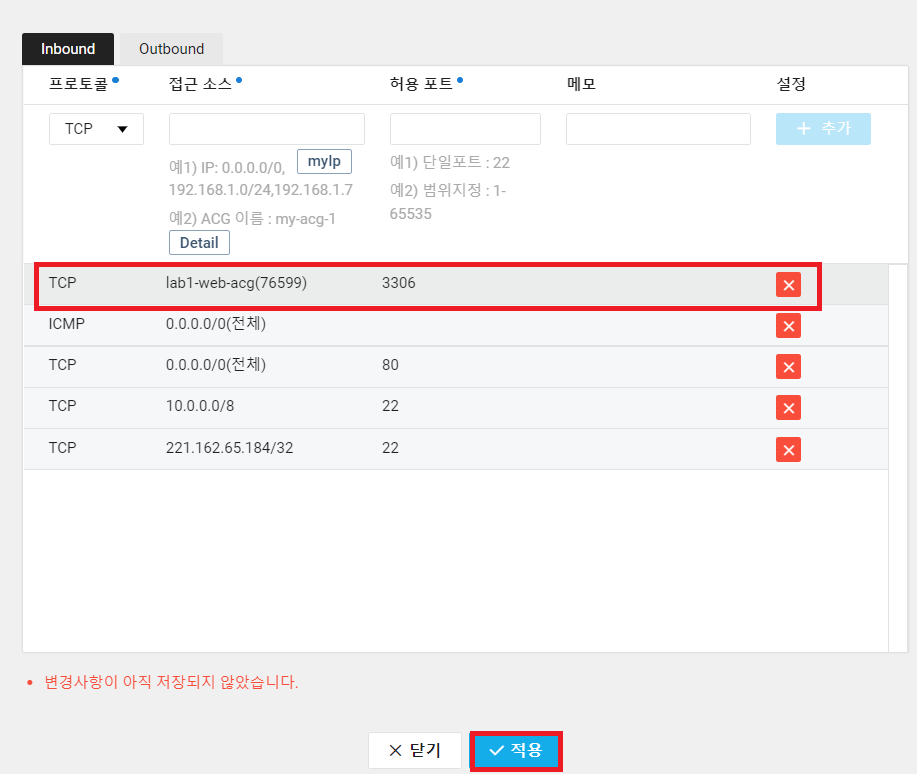 Inbound Outbound
프로토콜 접근 소스 허용 포트 메모 설정
TCP + 추가
예1) IP: 0.0.0.0/0, myIp 예1) 단일포트 : 22
192.168.1.0/24,192.168.1.7 예2) 범위지정 : 1-
예2) ACG 이름 : my-acg-1 65535
Detail
TCP lab1-web-acg(76599) 3306
ICMP 0.0.0.0/0(전체)
TCP 0.0.0.0/0(전체) 80
TCP 10.0.0.0/8 22
TCP 221.162.65.184/32 22
• 변경사항이 아직 저장되지 않았습니다.
× 닫기 ✓ 적용